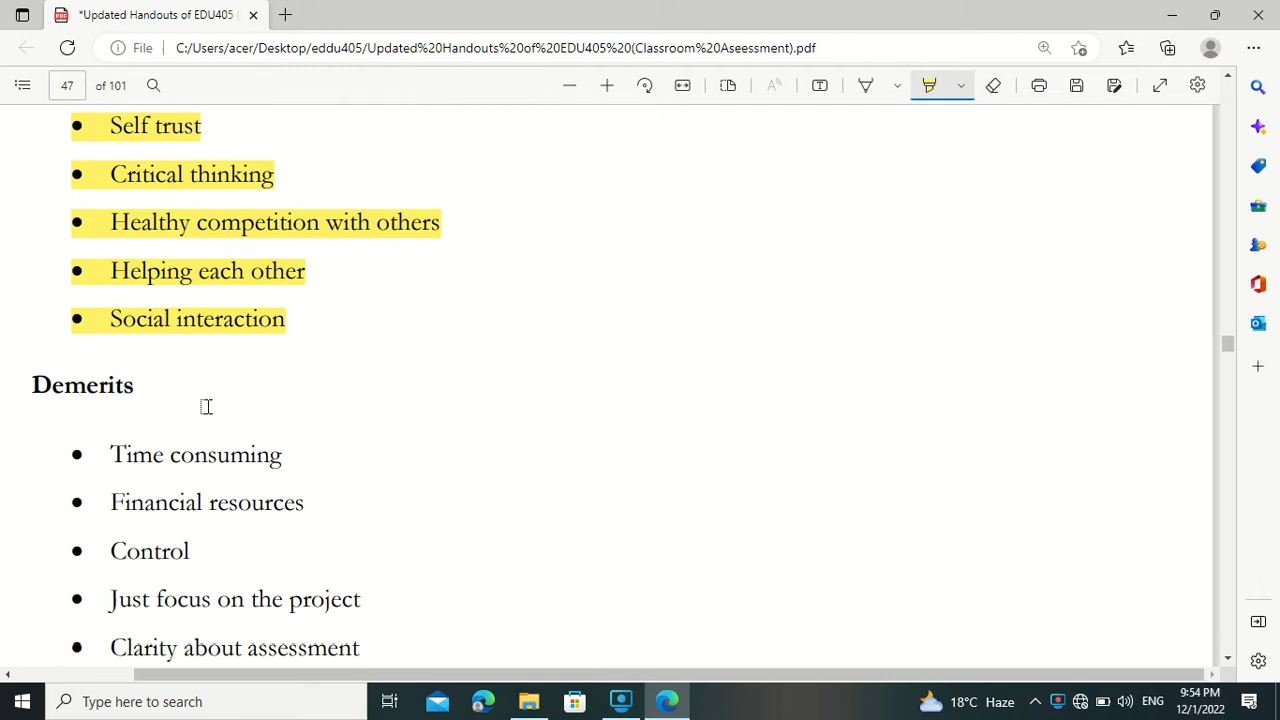 *Updated Handouts of EDU405 (
File
C:/Users/acer/Desktop/eddu405/Updated%20Handouts%20of%20EDU405%20(Classroom%20Aseessment).pdf
47
of 101
• Self trust
• Critical thinking
• Healthy competition with others
• Helping each other
• Social interaction
Demerits
• Time consuming
• Financial resources
• Control
• Just focus on the project
• Clarity about assessment
Type here to search
18°C Haze
ENG
9:54 PM
12/1/2022